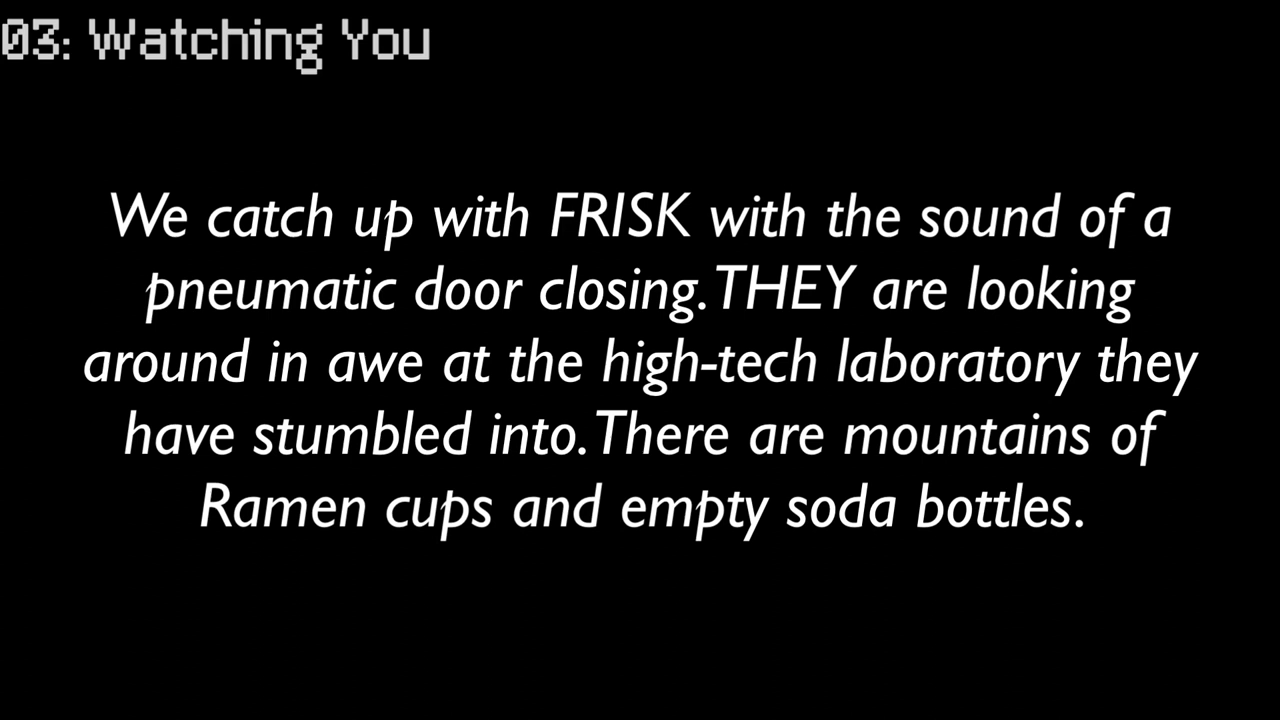 03: Watching You
We catch up with FRISK with the sound of a
pneumatic door closing. THEY are looking
around in awe at the high-tech laboratory they
have stumbled into. There are mountains of
Ramen cups and empty soda bottles.